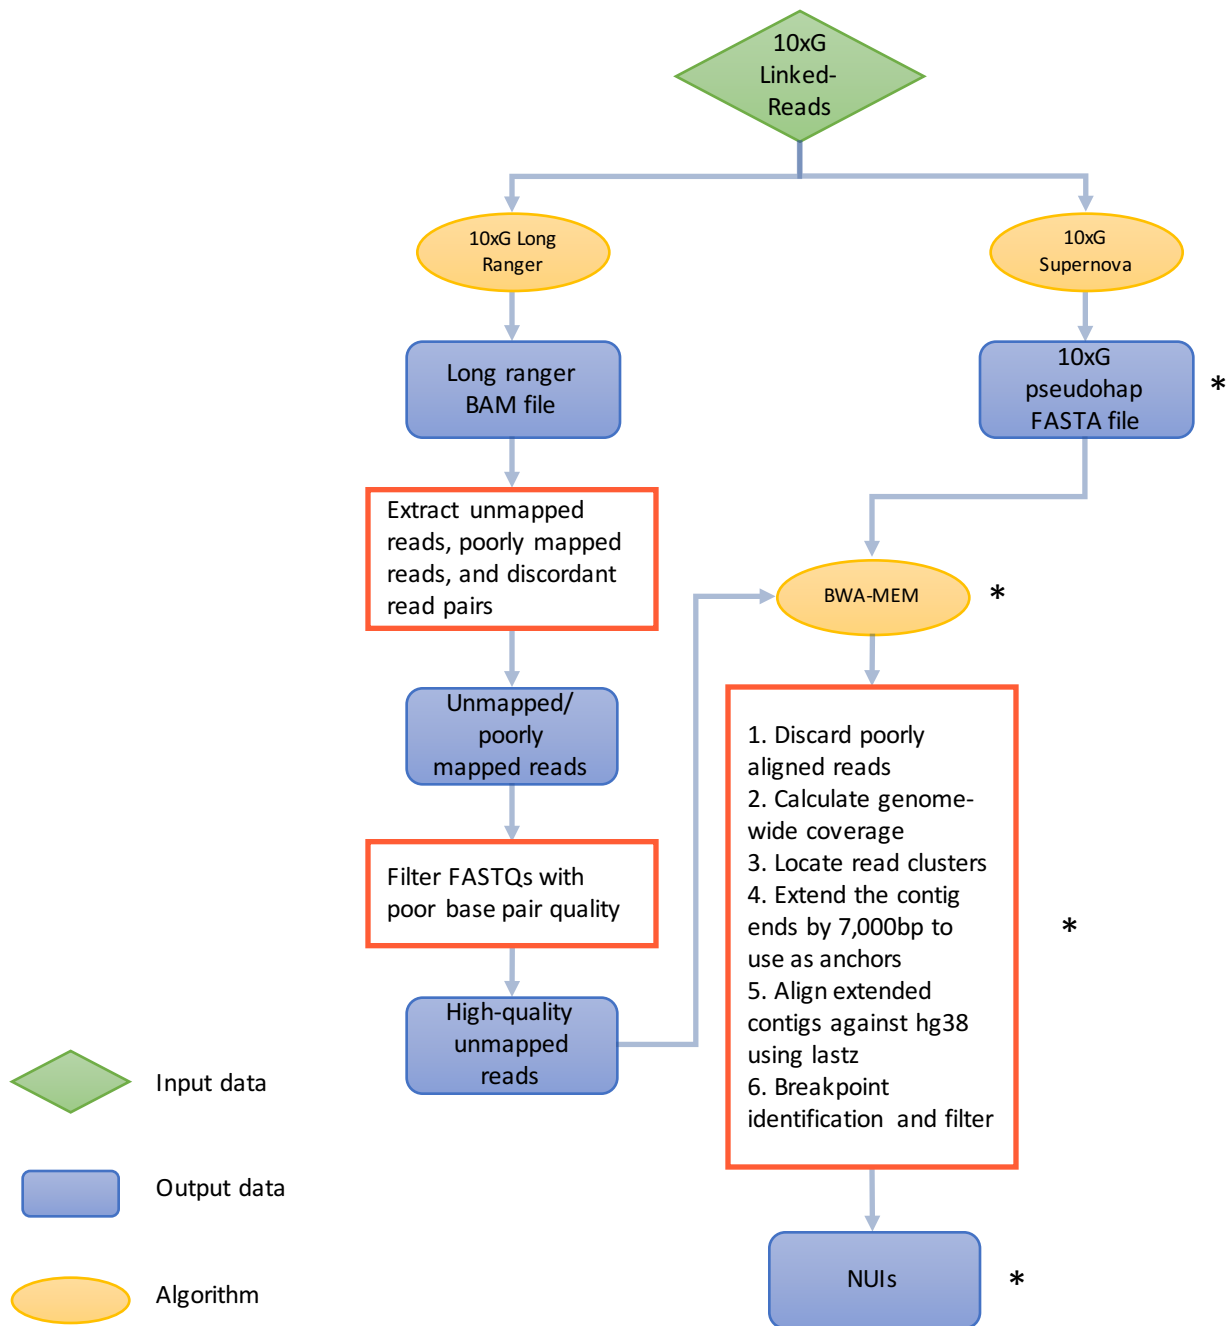 10xG
Linked-
Reads
10xG Long
Ranger
10xG
Supernova
Long ranger
BAM file
10xG
pseudohap
FASTA file
*
Extract unmapped
reads, poorly mapped
reads, and discordant
read pairs
BWA-MEM
*
Unmapped/
poorly
mapped reads
1. Discard poorly
aligned reads
2. Calculate genome-
wide coverage
3. Locate read clusters
4. Extend the contig
ends by 7,000bp to
use as anchors
5. Align extended
contigs against hg38
using lastz
6. Breakpoint
identification and filter
*
Filter FASTQs with
poor base pair quality
High-quality
unmapped
reads
Input data
Output data
Algorithm
NUIs
*